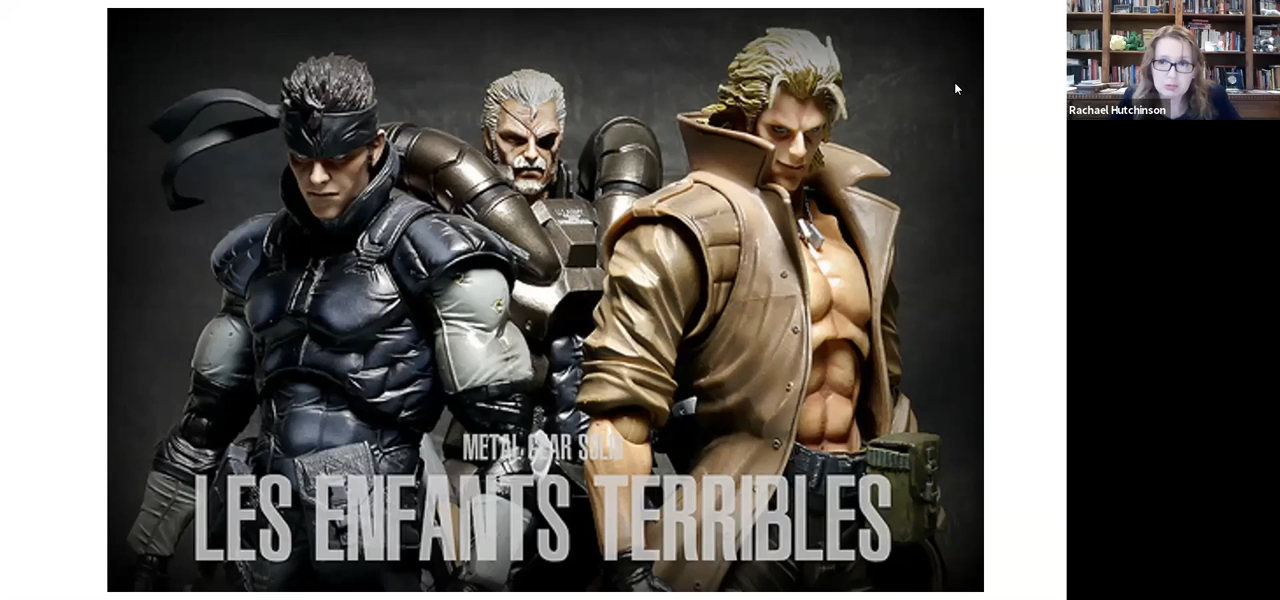 METAL GEAR SOLID
LES ENFANTS TERRIBLES
Rachael Hutchinson